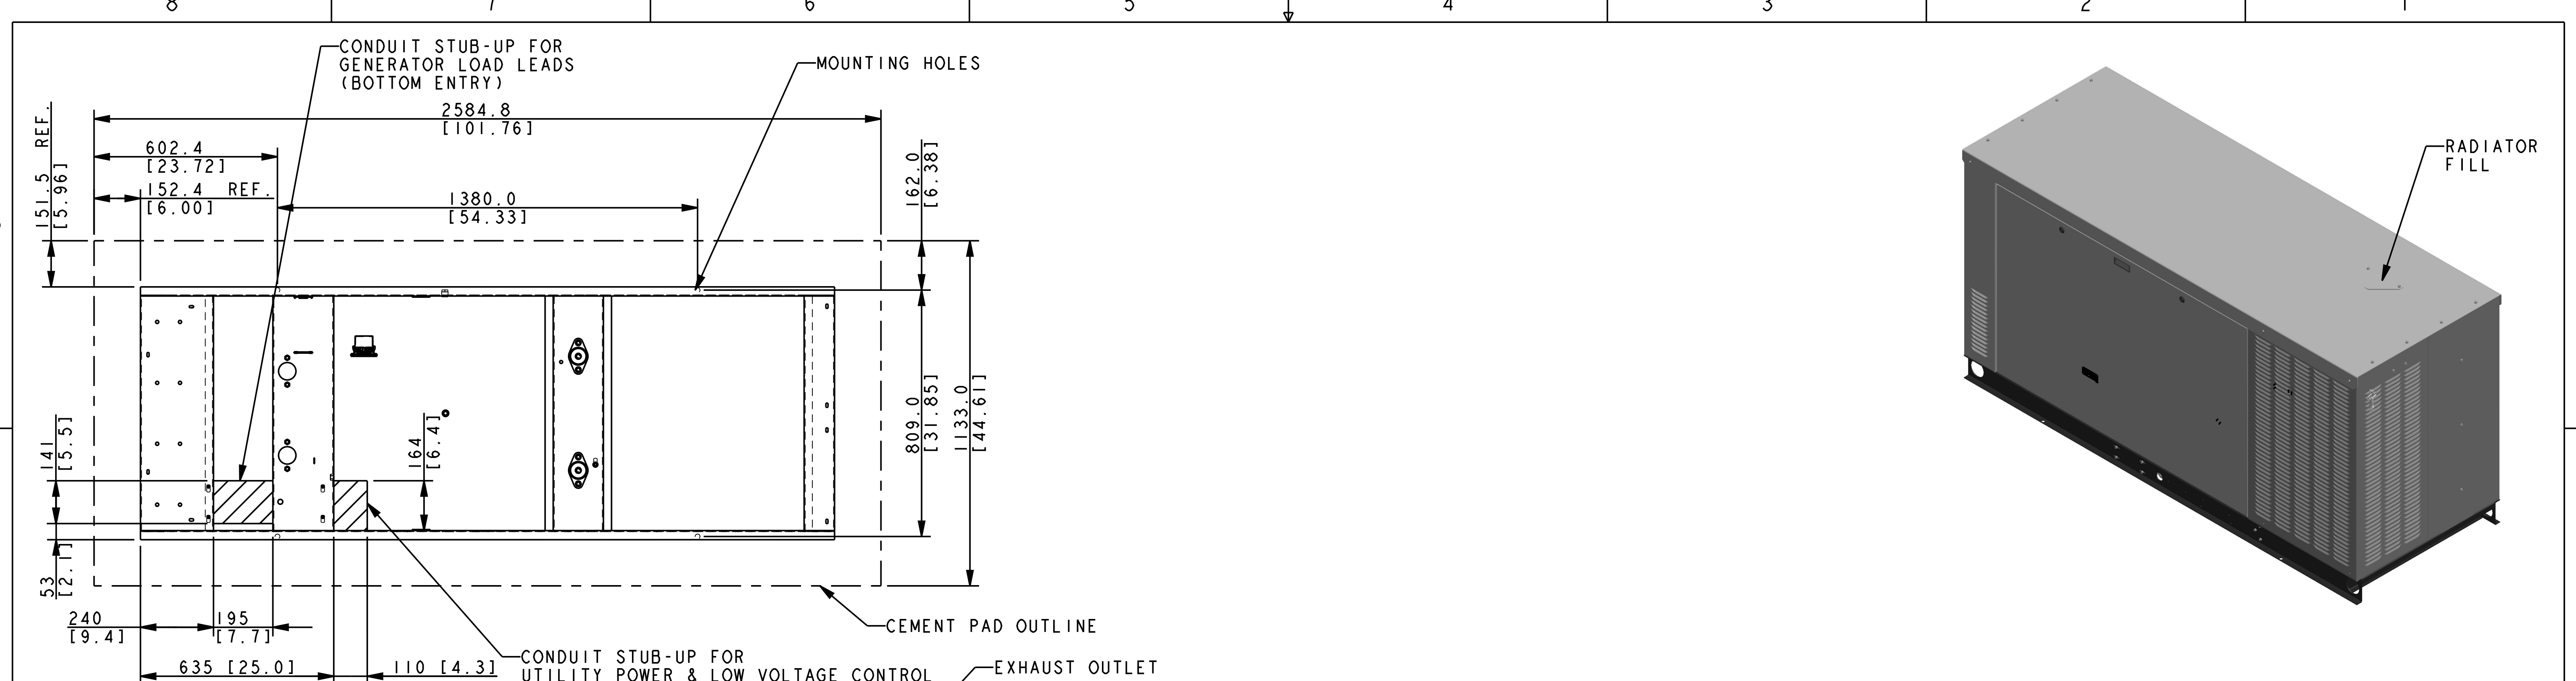 8 7 6 5 4 3 2 1
CONDUIT STUB-UP FOR
GENERATOR LOAD LEADS
(BOTTOM ENTRY)
MOUNTING HOLES
2584.8
[101.76]
602.4
[23.72]
152.4 REF.
[6.00]
1380.0
[54.33]
151.5 REF.
[5.96]
162.0
[6.38]
RADIATOR
FILL
809.0
[31.85]
1133.0
[44.61]
164
[6.4]
141
[5.5]
53
[2.1]
240
[9.4]
195
[7.7]
635 [25.0]
110 [4.3]
CEMENT PAD OUTLINE
CONDUIT STUB-UP FOR
UTILITY POWER & LOW VOLTAGE CONTROL
EXHAUST OUTLET